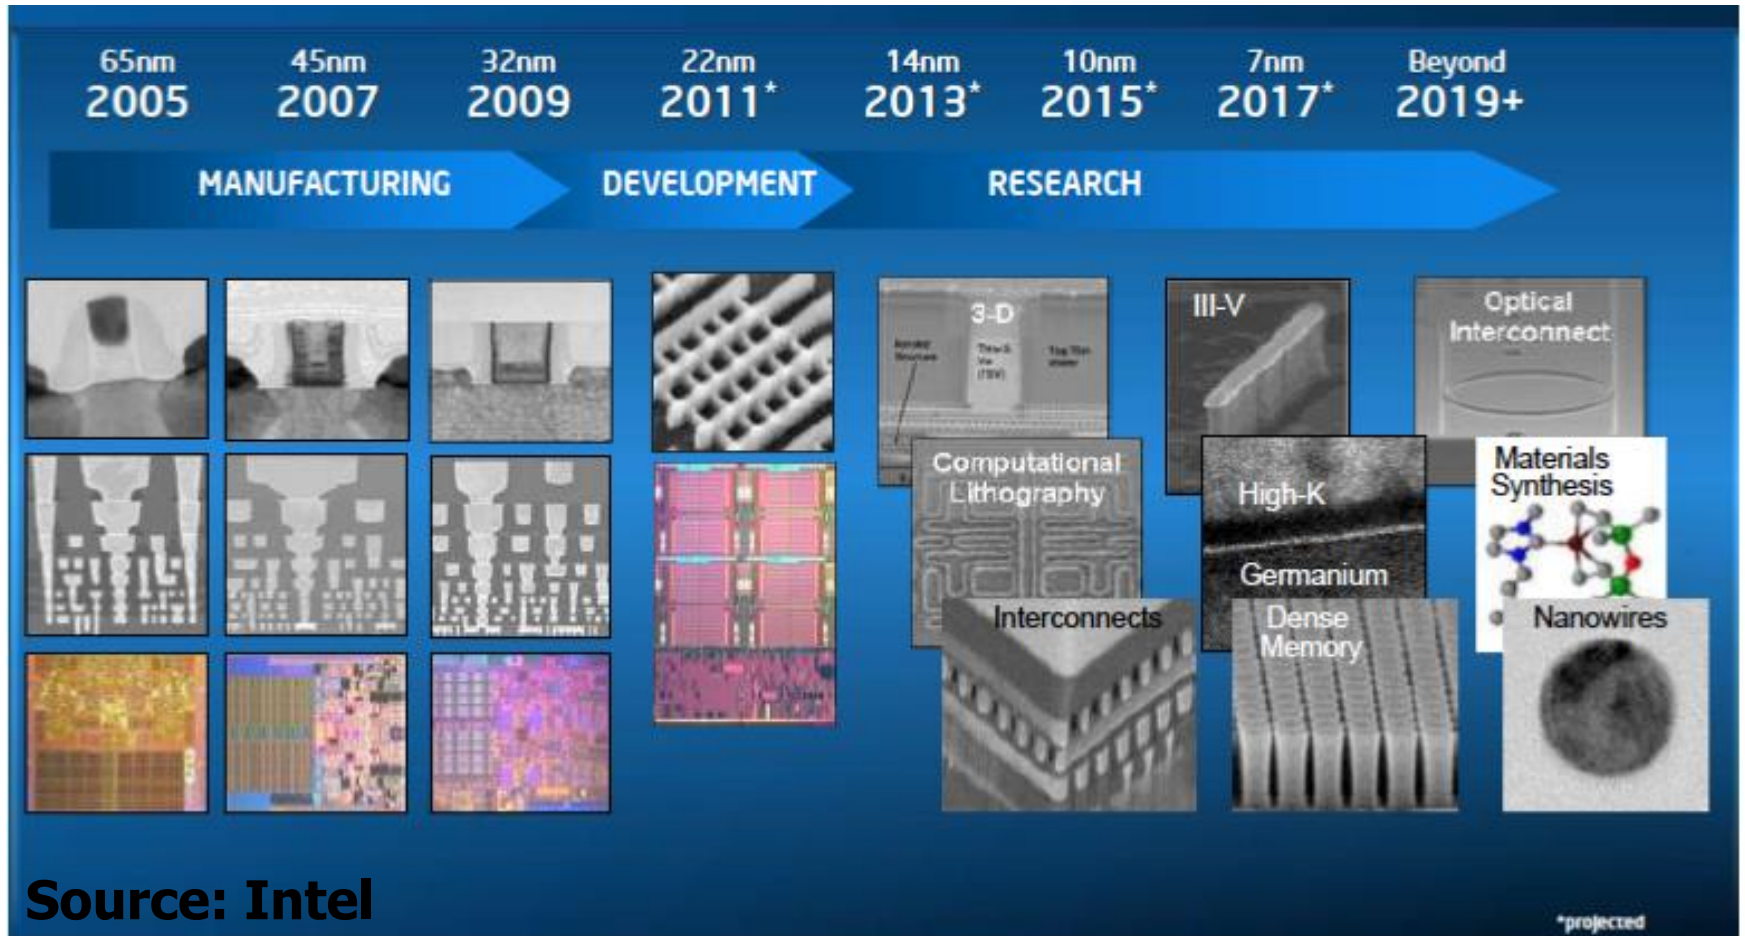 65nm
2005
45nm
2007
32nm
2009
22nm
2011*
14nm
2013*
10nm
2015*
7nm
2017*
Beyond
2019+
MANUFACTURING
DEVELOPMENT
RESEARCH
3-D
(TSV)
III-V
Optical
Interconnect
Computational
Lithography
High-K
Germanium
Materials
Synthesis
Interconnects
Dense
Memory
Nanowires
Source: Intel
*projected